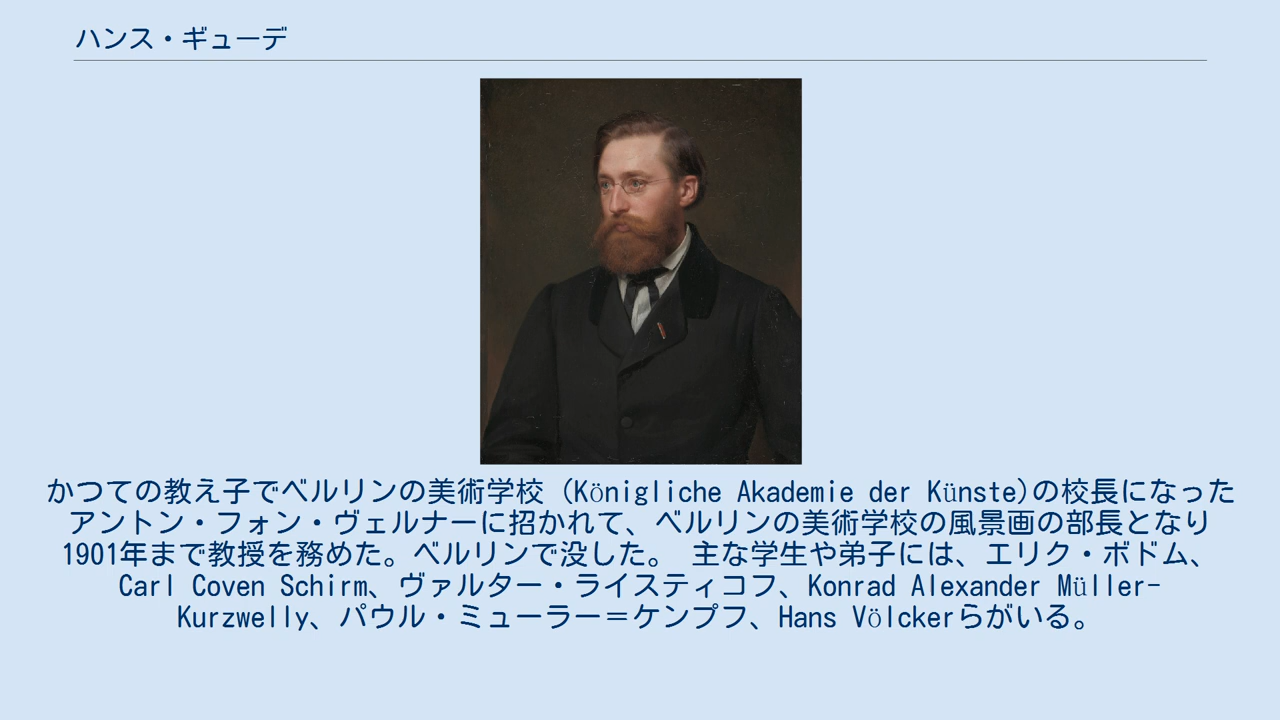 ハンス・ギューデ
かつての教え子でベルリンの美術学校 (Königliche Akademie der Künste)の校長になった
アントン・フォン・ヴェルナーに招かれて、ベルリンの美術学校の風景画の部長となり
1901年まで教授を務めた。ベルリンで没した。 主な学生や弟子には、エリク・ボドム、
Carl Coven Schirm、ヴァルター・ライスティコフ、Konrad Alexander Müller-
Kurzwelly、パウル・ミューラー＝ケンプフ、Hans Völckerらがいる。